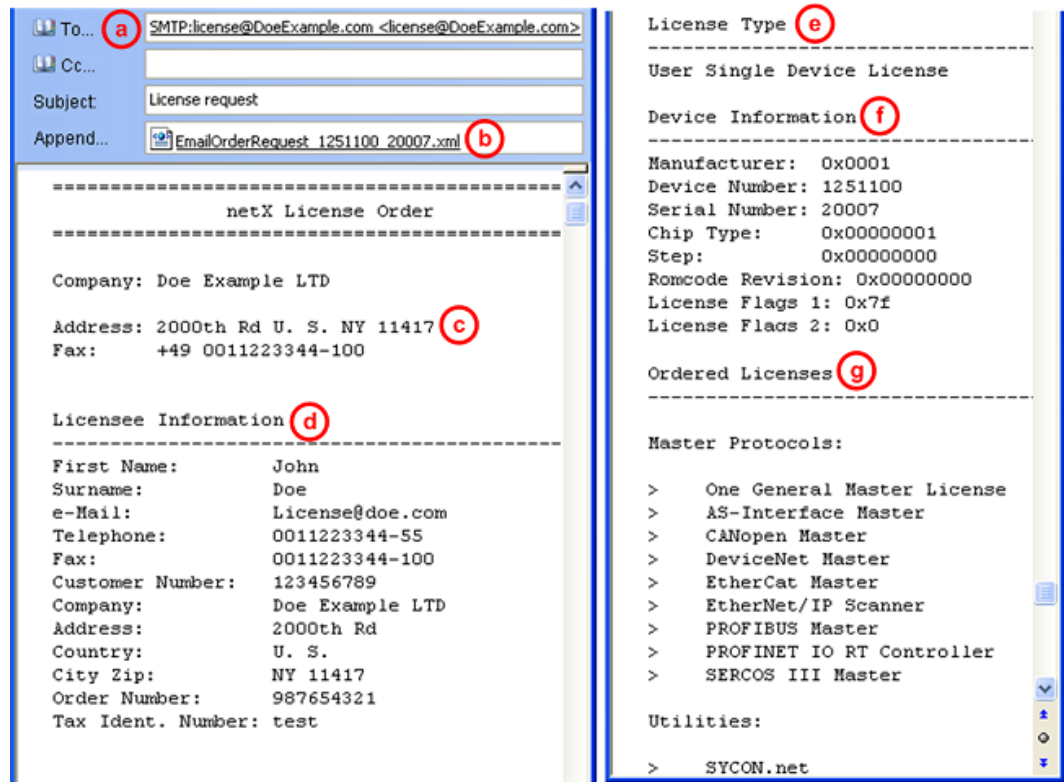 To... a SMTP:license@DoeExample.com <license@DoeExample.com>
Cc...
Subject: License request
Append... EmailOrderRequest_1251100_20007.xml b
============================================
netX License Order
============================================
Company: Doe Example LTD
Address: 2000th Rd U. S. NY 11417 c
Fax: +49 0011223344-100
Licensee Information d
--------------------------------------------
First Name: John
Surname: Doe
e-Mail: License@doe.com
Telephone: 0011223344-55
Fax: 0011223344-100
Customer Number: 123456789
Company: Doe Example LTD
Address: 2000th Rd
Country: U. S.
City Zip: NY 11417
Order Number: 987654321
Tax Ident. Number: test
License Type e
---------------------------------
User Single Device License
Device Information f
---------------------------------
Manufacturer: 0x0001
Device Number: 1251100
Serial Number: 20007
Chip Type: 0x00000001
Step: 0x00000000
Romcode Revision: 0x00000000
License Flags 1: 0x7f
License Flags 2: 0x0
Ordered Licenses g
---------------------------------
Master Protocols:
> One General Master License
> AS-Interface Master
> CANopen Master
> DeviceNet Master
> EtherCat Master
> EtherNet/IP Scanner
> PROFIBUS Master
> PROFINET IO RT Controller
> SERCOS III Master
Utilities:
> SYCON.net